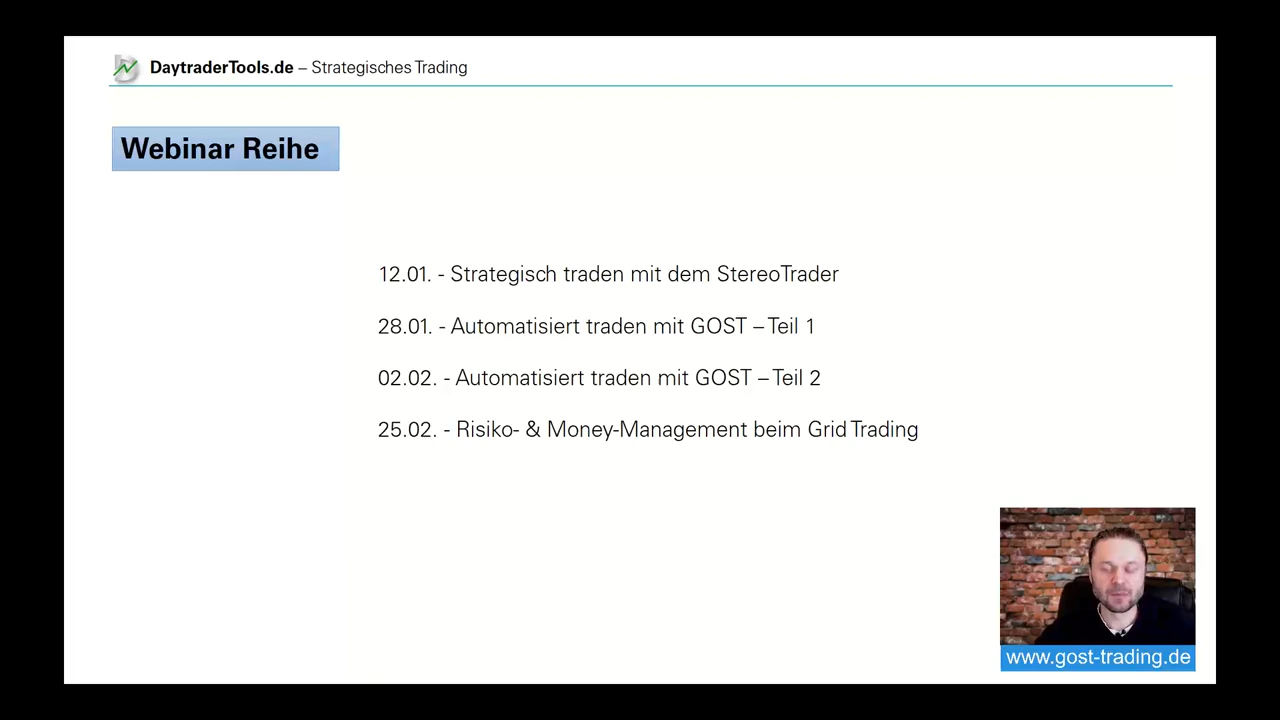 DaytraderTools.de – Strategisches Trading
Webinar Reihe
12.01. - Strategisch traden mit dem StereoTrader
28.01. - Automatisiert traden mit GOST – Teil 1
02.02. - Automatisiert traden mit GOST – Teil 2
25.02. - Risiko- & Money-Management beim Grid Trading
www.gost-trading.de